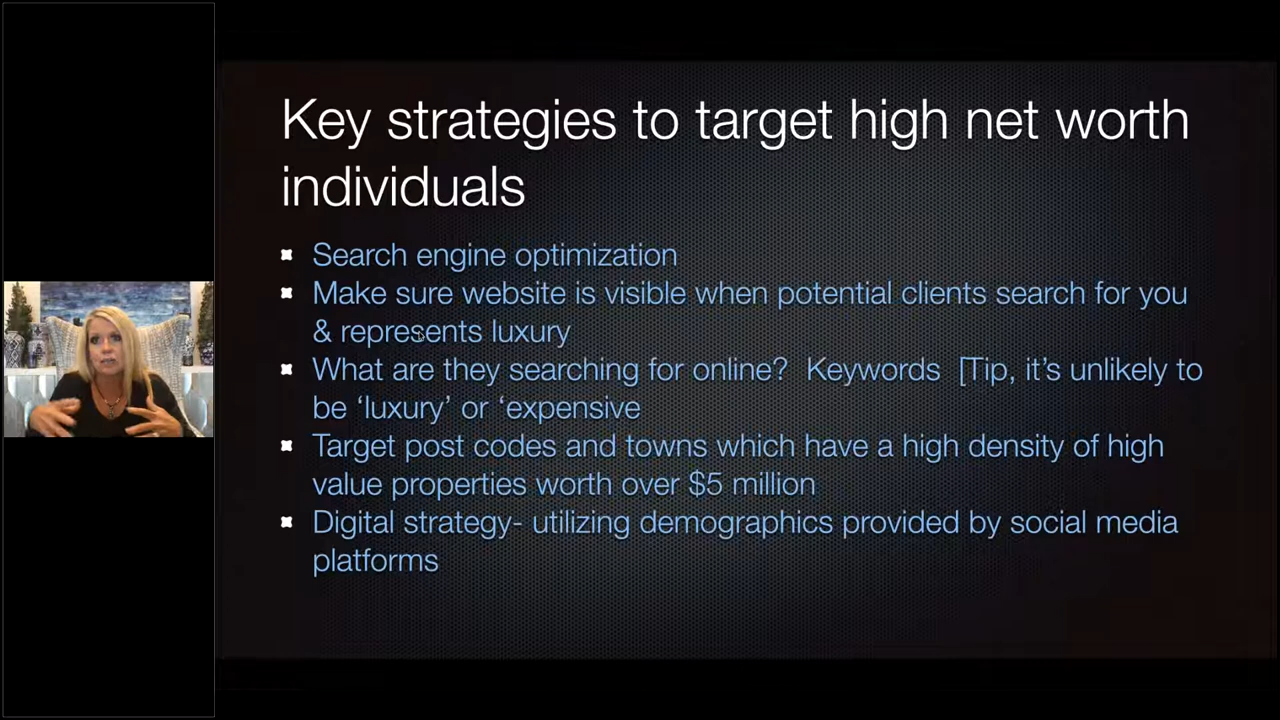 Key strategies to target high net worth
individuals
Search engine optimization
Make sure website is visible when potential clients search for you
& represents luxury
What are they searching for online?  Keywords  [Tip, it’s unlikely to
be ‘luxury’ or ‘expensive
Target post codes and towns which have a high density of high
value properties worth over $5 million
Digital strategy- utilizing demographics provided by social media
platforms